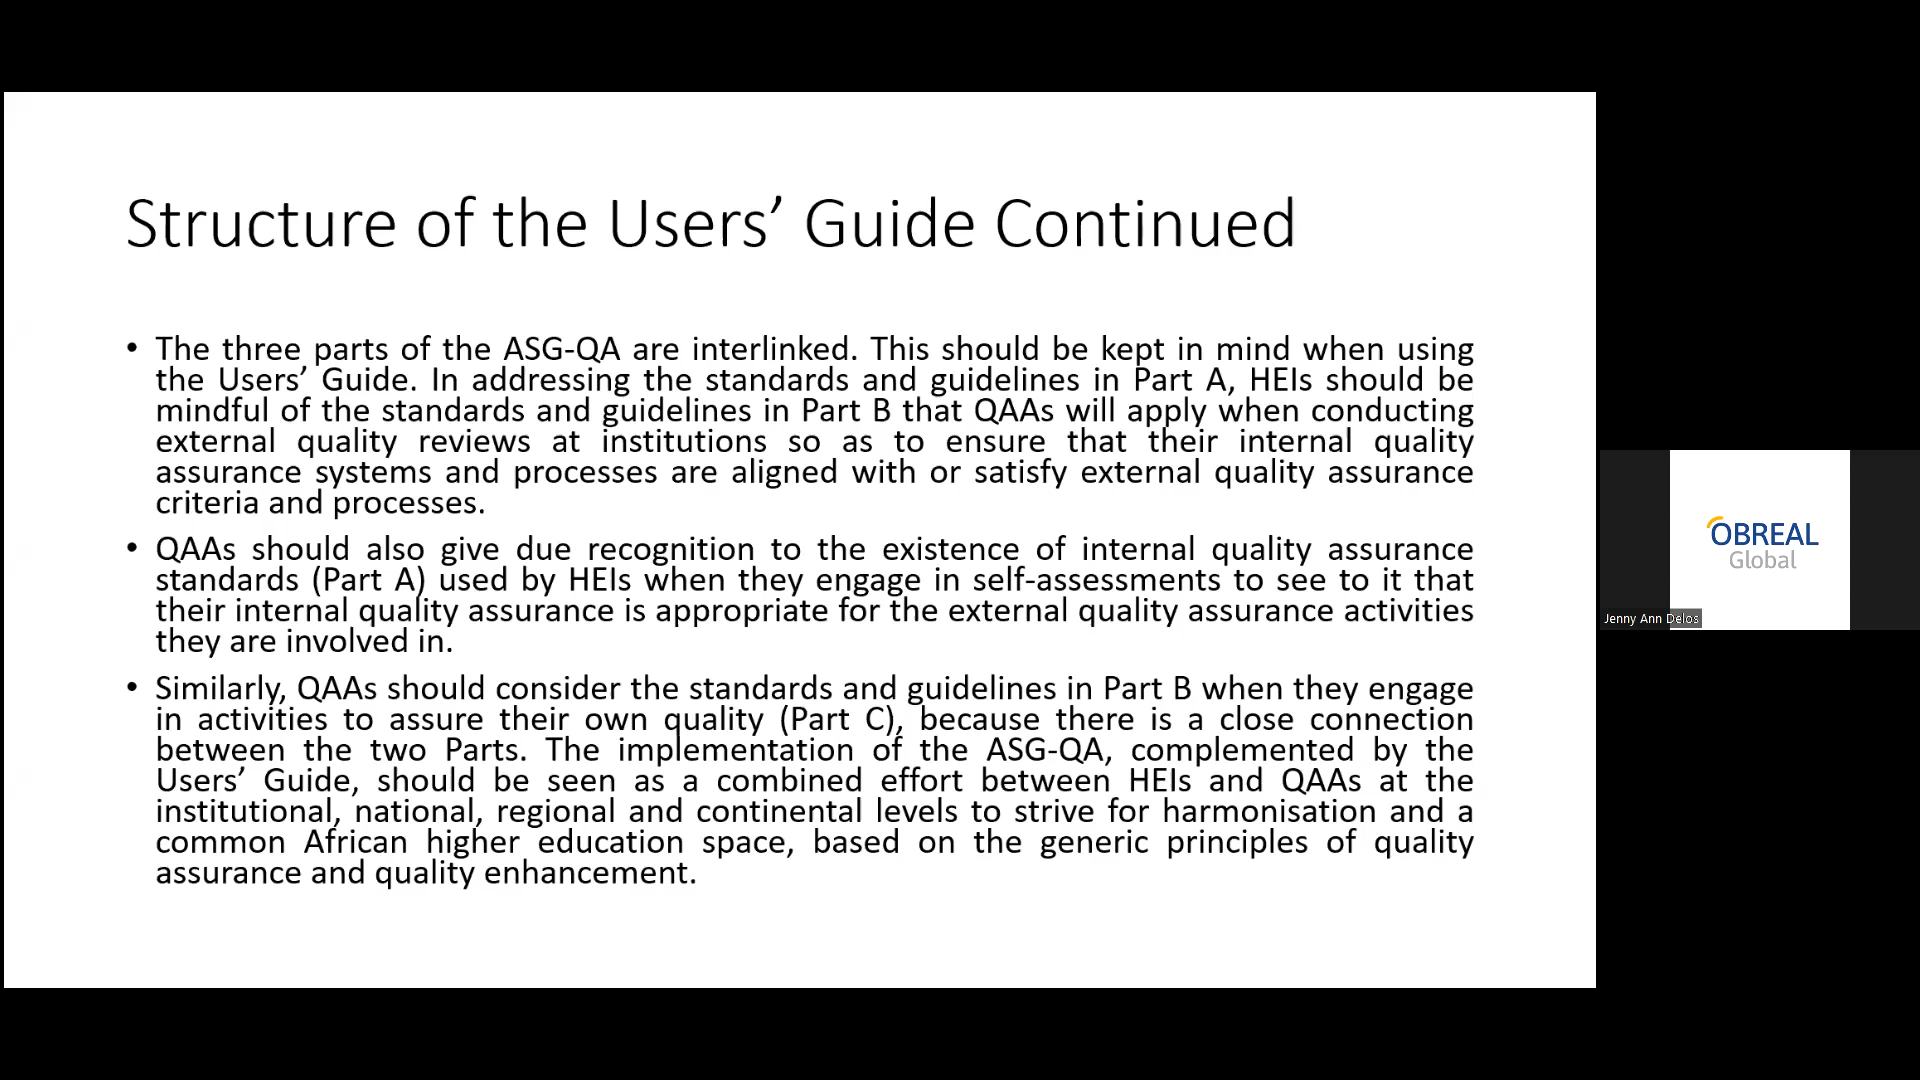 Structure of the Users’ Guide Continued
• The three parts of the ASG-QA are interlinked. This should be kept in mind when using
the Users’ Guide. In addressing the standards and guidelines in Part A, HEIs should be
mindful of the standards and guidelines in Part B that QAAs will apply when conducting
external quality reviews at institutions so as to ensure that their internal quality
assurance systems and processes are aligned with or satisfy external quality assurance
criteria and processes.
• QAAs should also give due recognition to the existence of internal quality assurance
standards (Part A) used by HEIs when they engage in self-assessments to see to it that
their internal quality assurance is appropriate for the external quality assurance activities
they are involved in.
• Similarly, QAAs should consider the standards and guidelines in Part B when they engage
in activities to assure their own quality (Part C), because there is a close connection
between the two Parts. The implementation of the ASG-QA, complemented by the
Users’ Guide, should be seen as a combined effort between HEIs and QAAs at the
institutional, national, regional and continental levels to strive for harmonisation and a
common African higher education space, based on the generic principles of quality
assurance and quality enhancement.
OBREAL
Global
Jenny Ann Delos